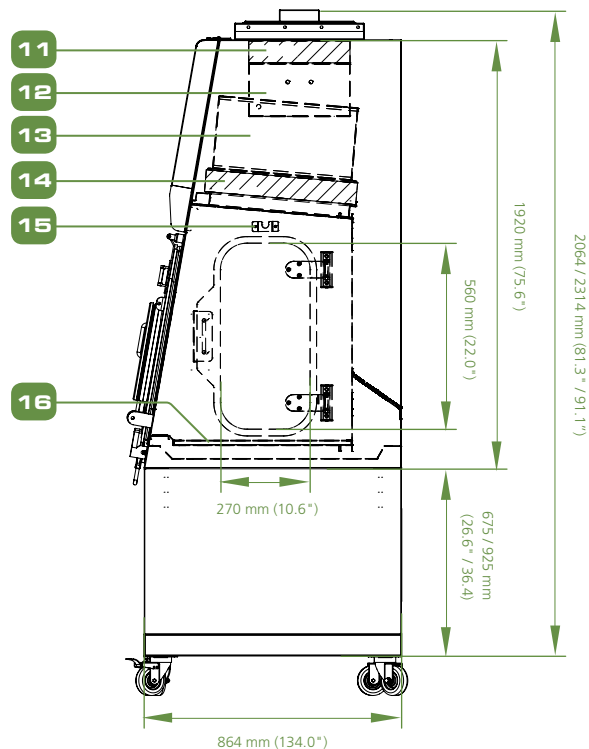 11
12
13
14
15
16
1920 mm (75.6")
2064 / 2314 mm (81.3" / 91.1")
560 mm (22.0")
270 mm (10.6")
675 / 925 mm
(26.6" / 36.4)
864 mm (134.0")